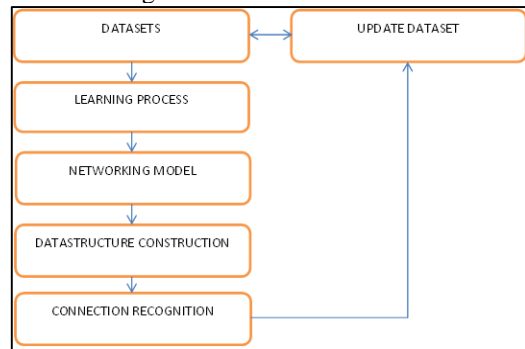 DATASETS
UPDATE DATASET
LEARNING PROCESS
NETWORKING MODEL
DATASTRUCTURE CONSTRUCTION
CONNECTION RECOGNITION